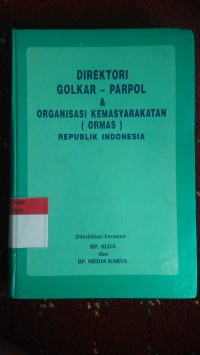 DIREKTORI
GOLKAR - PARPOL
&
ORGANISASI KEMASYARAKATAN
( ORMAS )
REPUBLIK INDONESIA
Diterbitkan bersama :
BP. ALDA
dan
BP. MEDIA KARYA